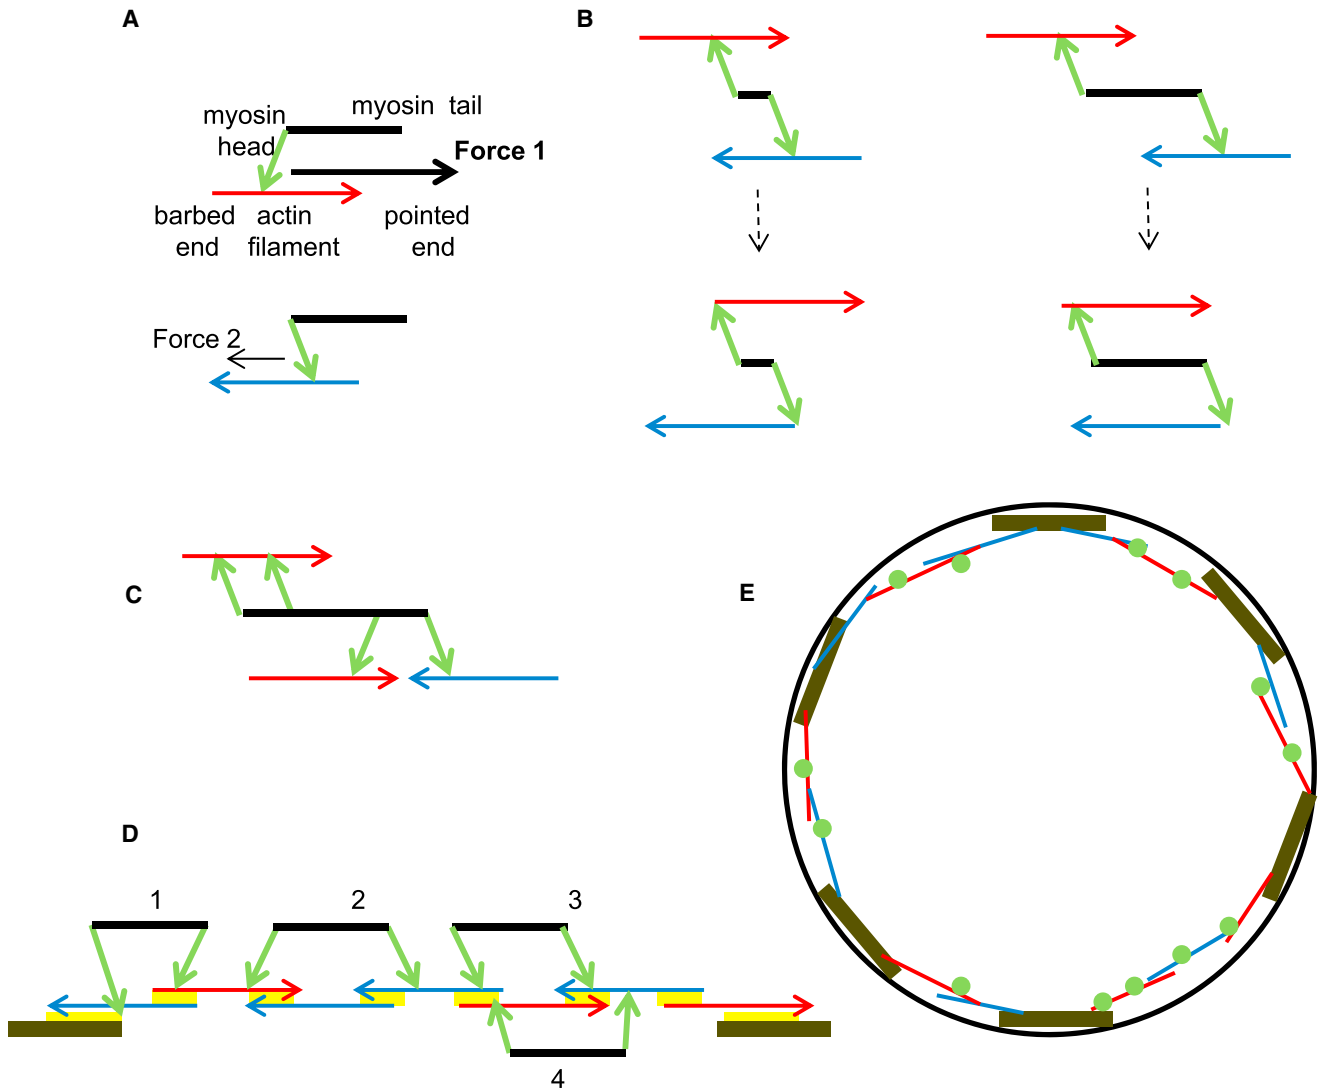 A
B
myosin tail
myosin
head
Force 1
barbed actin pointed
end filament end
Force 2
C
E
D
1
2
3
4